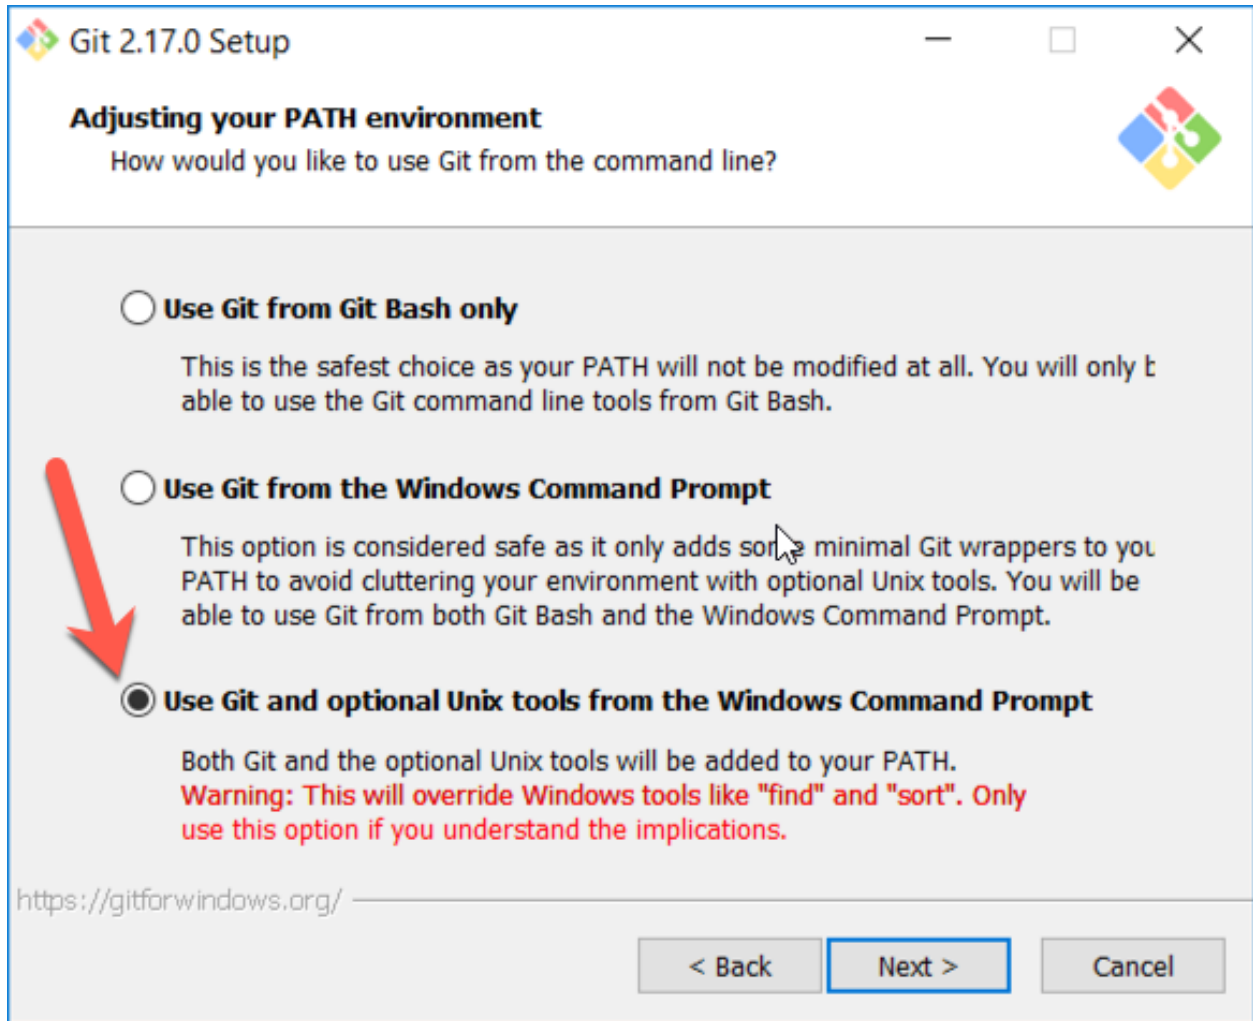 Git 2.17.0 Setup
Adjusting your PATH environment
How would you like to use Git from the command line?
Use Git from Git Bash only
This is the safest choice as your PATH will not be modified at all. You will only b
able to use the Git command line tools from Git Bash.
Use Git from the Windows Command Prompt
This option is considered safe as it only adds some minimal Git wrappers to you
PATH to avoid cluttering your environment with optional Unix tools. You will be
able to use Git from both Git Bash and the Windows Command Prompt.
Use Git and optional Unix tools from the Windows Command Prompt
Both Git and the optional Unix tools will be added to your PATH.
Warning: This will override Windows tools like "find" and "sort". Only
use this option if you understand the implications.
https://gitforwindows.org/
< Back
Next >
Cancel